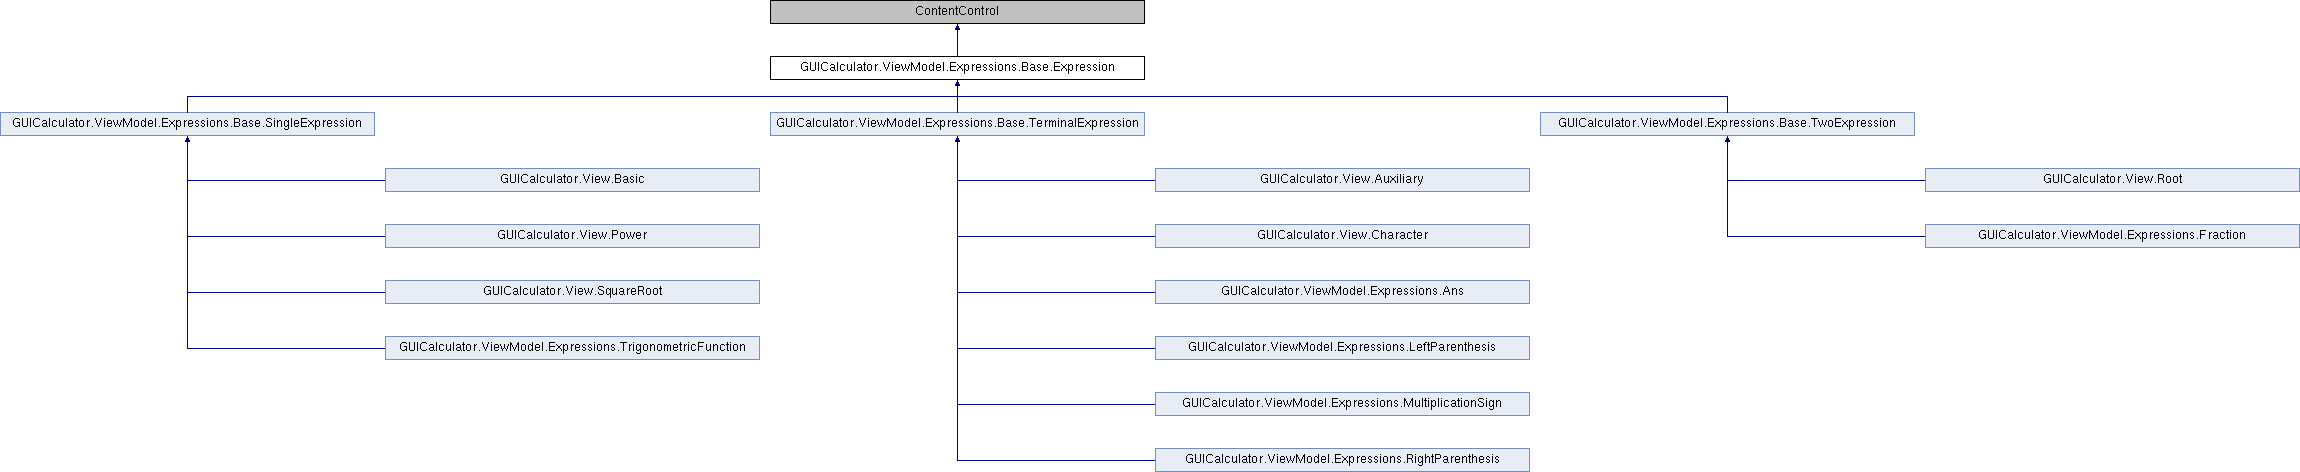 ContentControl
GUICalculator.ViewModel.Expressions.Base.Expression
GUICalculator.ViewModel.Expressions.Base.SingleExpression
GUICalculator.ViewModel.Expressions.Base.TerminalExpression
GUICalculator.ViewModel.Expressions.Base.TwoExpression
GUICalculator.View.Basic
GUICalculator.View.Auxiliary
GUICalculator.View.Root
GUICalculator.View.Power
GUICalculator.View.Character
GUICalculator.ViewModel.Expressions.Fraction
GUICalculator.View.SquareRoot
GUICalculator.ViewModel.Expressions.Ans
GUICalculator.ViewModel.Expressions.TrigonometricFunction
GUICalculator.ViewModel.Expressions.LeftParenthesis
GUICalculator.ViewModel.Expressions.MultiplicationSign
GUICalculator.ViewModel.Expressions.RightParenthesis